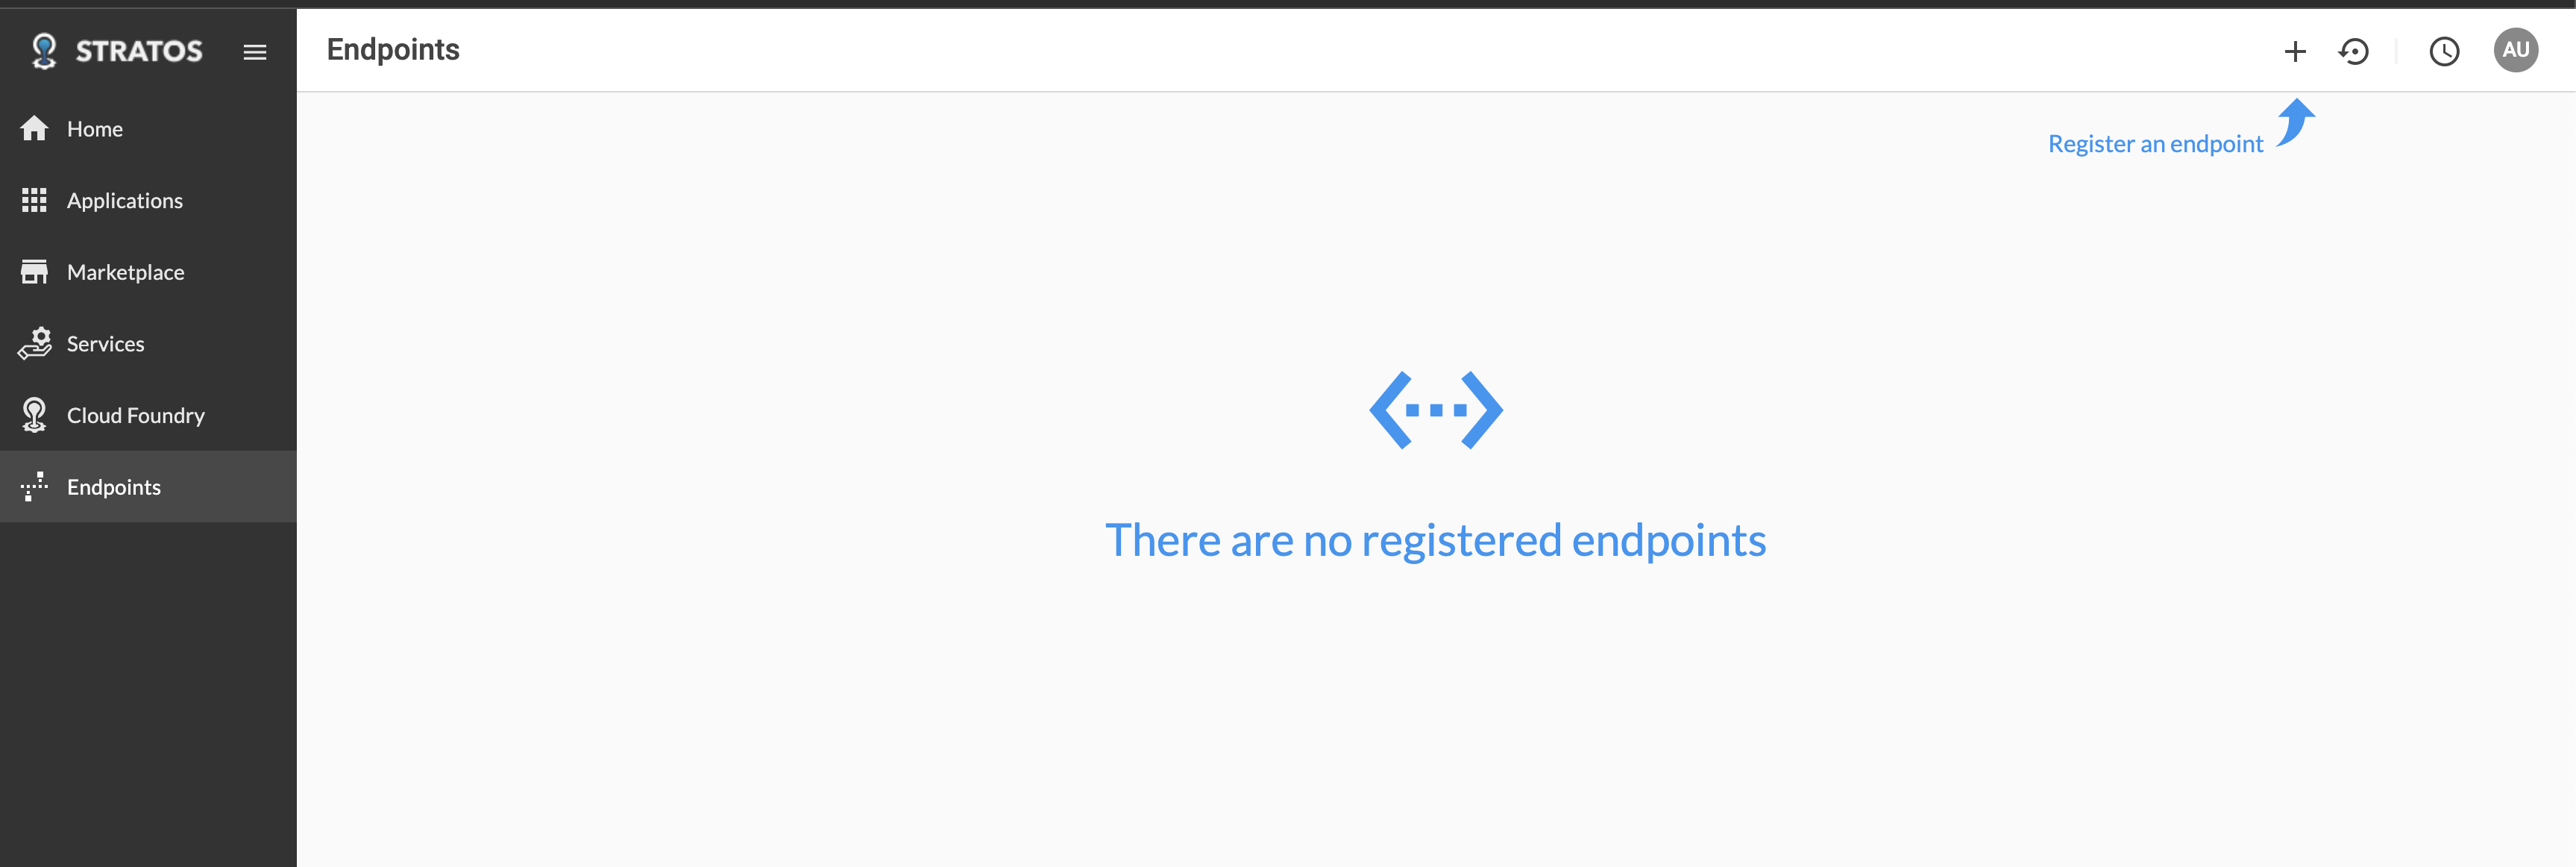 STRATOS
Endpoints
AU
Home
Register an endpoint
Applications
Marketplace
Services
Cloud Foundry
Endpoints
There are no registered endpoints